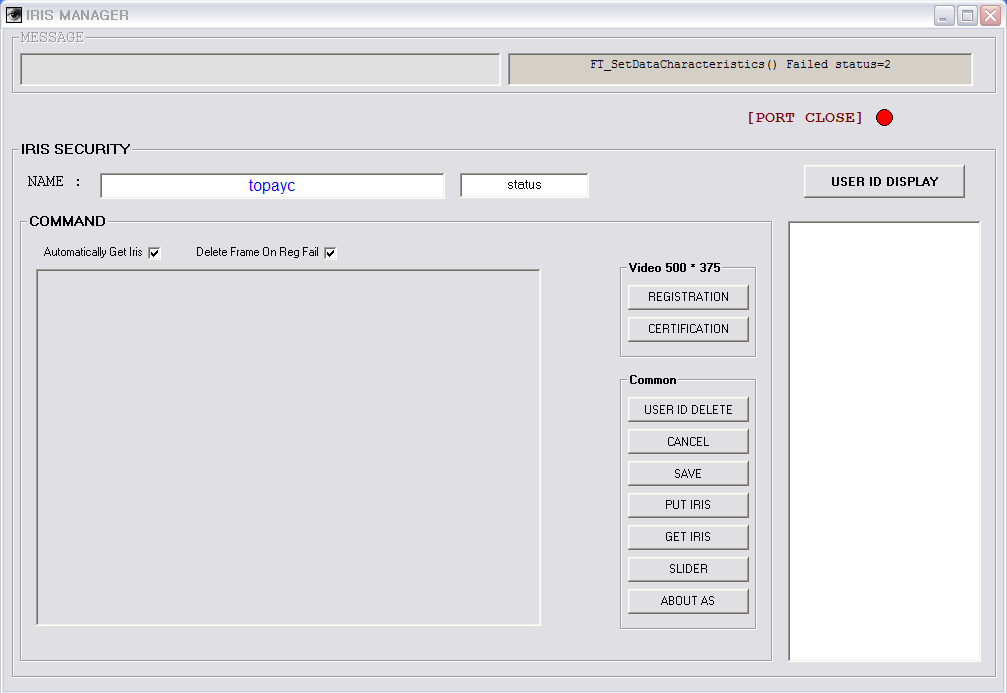 IRIS MANAGER
MESSAGE
FT_SetDataCharacteristics() Failed status=2
[PORT CLOSE]
IRIS SECURITY
NAME :
topayc
status
USER ID DISPLAY
COMMAND
Automatically Get Iris
Delete Frame On Reg Fail
Video 500 * 375
REGISTRATION
CERTIFICATION
Common
USER ID DELETE
CANCEL
SAVE
PUT IRIS
GET IRIS
SLIDER
ABOUT AS